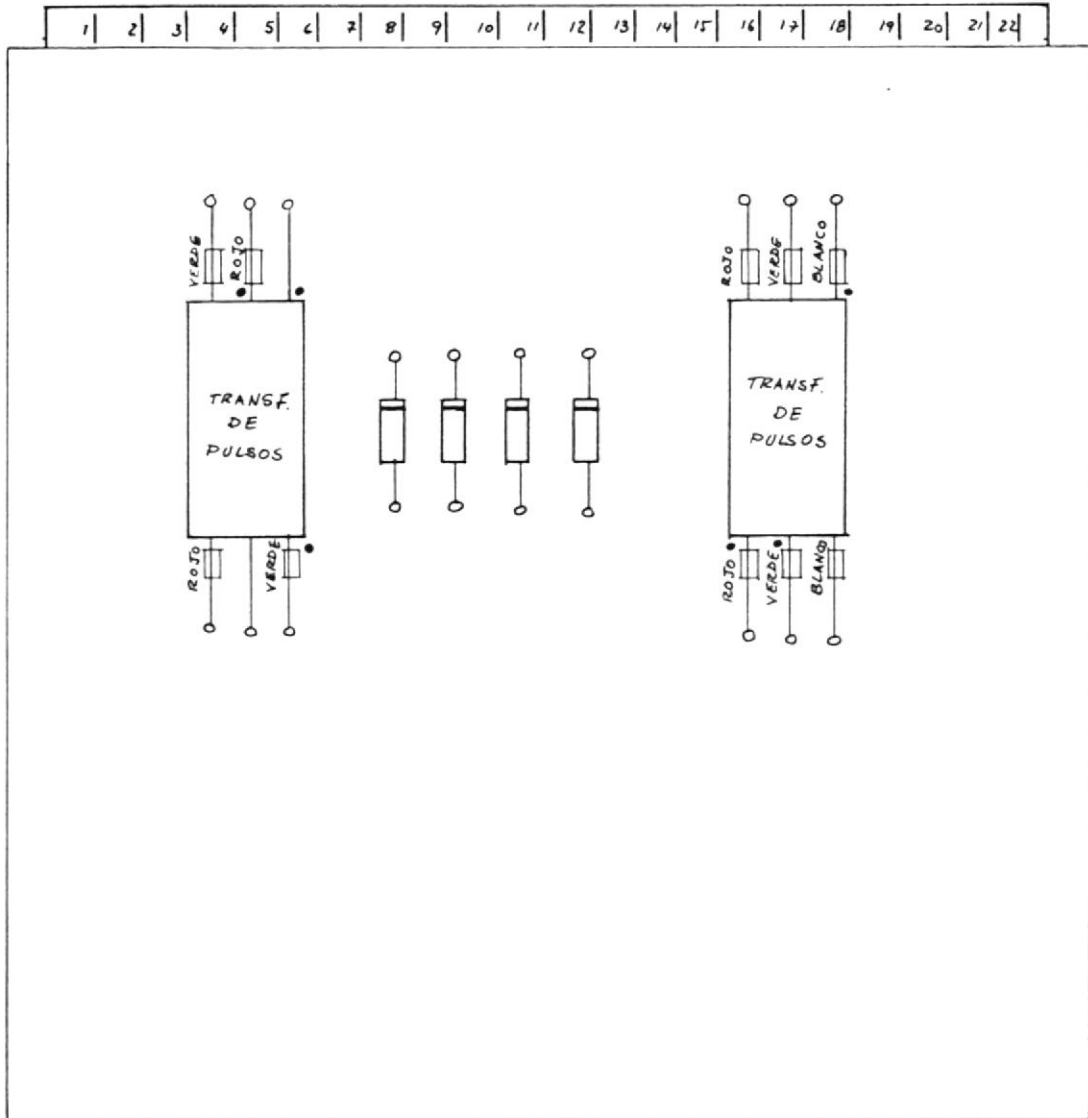 1 2 3 4 5 6 7 8 9 10 11 12 13 14 15 16 17 18 19 20 21 22
VERDE
ROJO
ROJO
VERDE
BLANCO
TRANSF.
DE
PULSOS
TRANSF.
DE
PULSOS
ROJO
VERDE
ROJO
VERDE
BLANCO